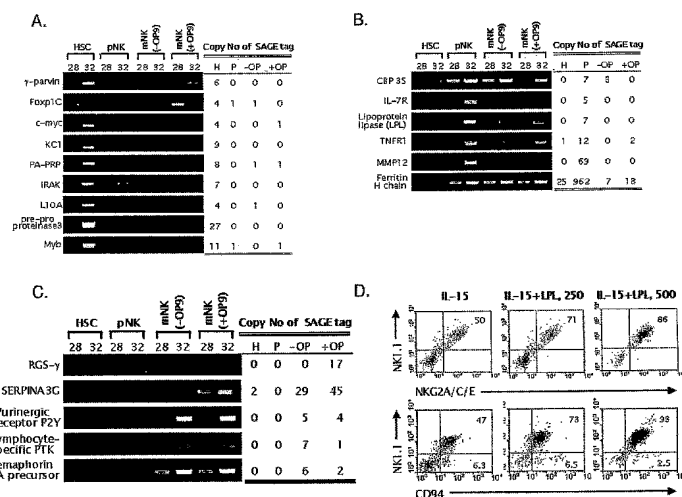 A.
HSC pNK mNK (-OP9) mNK (+OP9) Copy No of SAGE tag
28 32 28 32 28 32 28 32 H P -OP +OP
γ-parvin 6 0 0 0
Foxp1C 4 1 1 0
c-myc 4 0 0 1
KC1 9 0 0 0
PA-PRP 8 0 1 1
IRAK 7 0 0 0
L10A 4 0 1 0
pre-pro proteinase3 27 0 0 0
Myb 11 1 0 1
B.
HSC pNK mNK (-OP9) mNK (+OP9) Copy No of SAGE tag
28 32 28 32 28 32 28 32 H P -OP +OP
CBP 35 0 7 3 0
IL-7R 0 5 0 0
Lipoprotein lipase (LPL) 0 7 0 0
TNFR1 1 12 0 2
MMP12 0 69 0 0
Ferritin H chain 25 962 7 18
C.
HSC pNK mNK (-OP9) mNK (+OP9) Copy No of SAGE tag
28 32 28 32 28 32 28 32 H P -OP +OP
RGS-γ 0 0 0 17
SERPINA3G 2 0 29 45
Purinergic receptor P2Y 0 0 5 4
ymphocyte-specific PTK 0 0 7 1
emaphorin A precursor 0 0 6 2
D.
IL-15 IL-15+LPL, 250 IL-15+LPL, 500
NK1.1 50 71 86
NKG2A/C/E
NK1.1 47 6.3 73 6.5 93 2.5
CD94